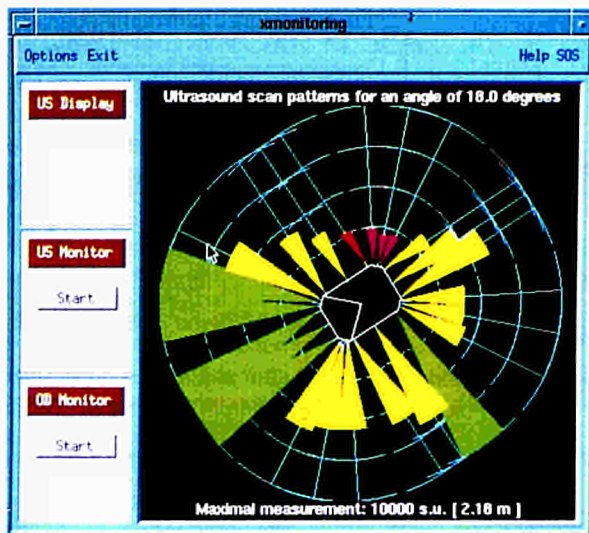 xmonitoring
Options Exit Help SOS
US Display
Ultrasound scan patterns for an angle of 18.0 degrees
US Monitor
Start
OD Monitor
Start
Maximal measurement: 10000 s.u. [ 2.18 m ]